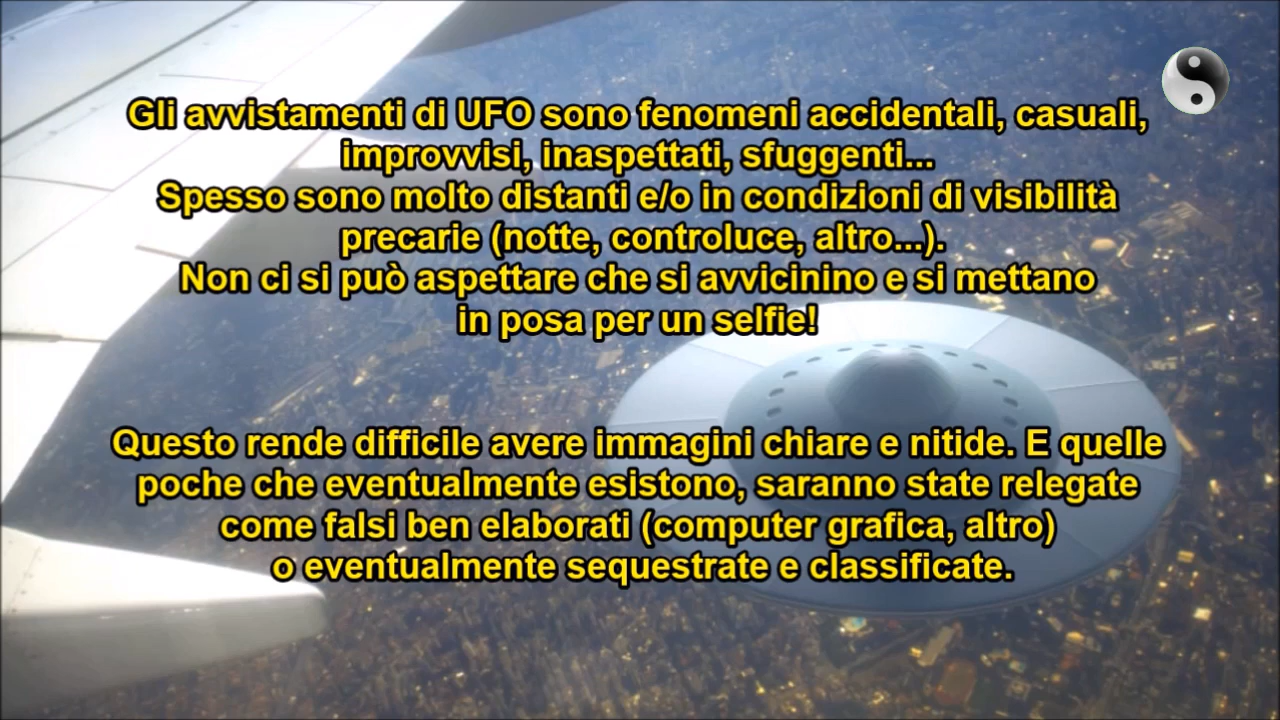 Gli avvistamenti di UFO sono fenomeni accidentali, casuali,
improvvisi, inaspettati, sfuggenti...
Spesso sono molto distanti e/o in condizioni di visibilità
precarie (notte, controluce, altro...).
Non ci si può aspettare che si avvicinino e si mettano
in posa per un selfie!
Questo rende difficile avere immagini chiare e nitide. E quelle
poche che eventualmente esistono, saranno state relegate
come falsi ben elaborati (computer grafica, altro)
o eventualmente sequestrate e classificate.